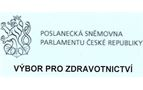 POSLANECKÁ SNĚMOVNA
PARLAMENTU ČESKÉ REPUBLIKY
VÝBOR PRO ZDRAVOTNICTVÍ